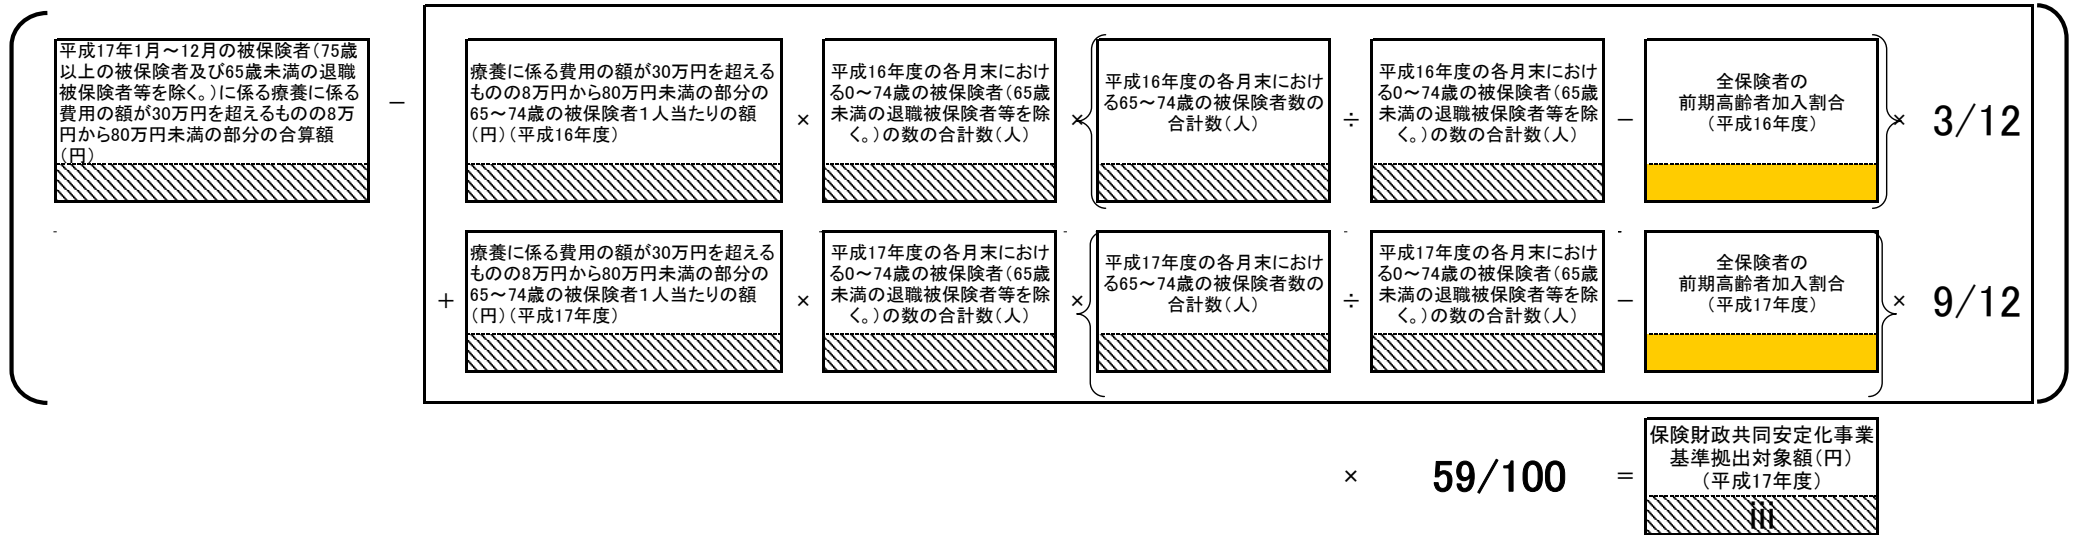 平成17年1月～12月の被保険者（75歳
以上の被保険者及び65歳未満の退職
被保険者等を除く。）に係る療養に係る
費用の額が30万円を超えるものの8万
円から80万円未満の部分の合算額
（円）
－
療養に係る費用の額が30万円を超える
ものの8万円から80万円未満の部分の
65～74歳の被保険者１人当たりの額
（円）（平成16年度）
×
平成16年度の各月末におけ
る0～74歳の被保険者（65歳
未満の退職被保険者等を除
く。）の数の合計数（人）
×
平成16年度の各月末におけ
る65～74歳の被保険者数の
合計数（人）
÷
平成16年度の各月末におけ
る0～74歳の被保険者（65歳
未満の退職被保険者等を除
く。）の数の合計数（人）
－
全保険者の
前期高齢者加入割合
（平成16年度）
×
3/12
＋
療養に係る費用の額が30万円を超える
ものの8万円から80万円未満の部分の
65～74歳の被保険者１人当たりの額
（円）（平成17年度）
×
平成17年度の各月末におけ
る0～74歳の被保険者（65歳
未満の退職被保険者等を除
く。）の数の合計数（人）
×
平成17年度の各月末におけ
る65～74歳の被保険者数の
合計数（人）
÷
平成17年度の各月末におけ
る0～74歳の被保険者（65歳
未満の退職被保険者等を除
く。）の数の合計数（人）
－
全保険者の
前期高齢者加入割合
（平成17年度）
×
9/12
×
59/100
＝
保険財政共同安定化事業
基準拠出対象額（円）
（平成17年度）
iii